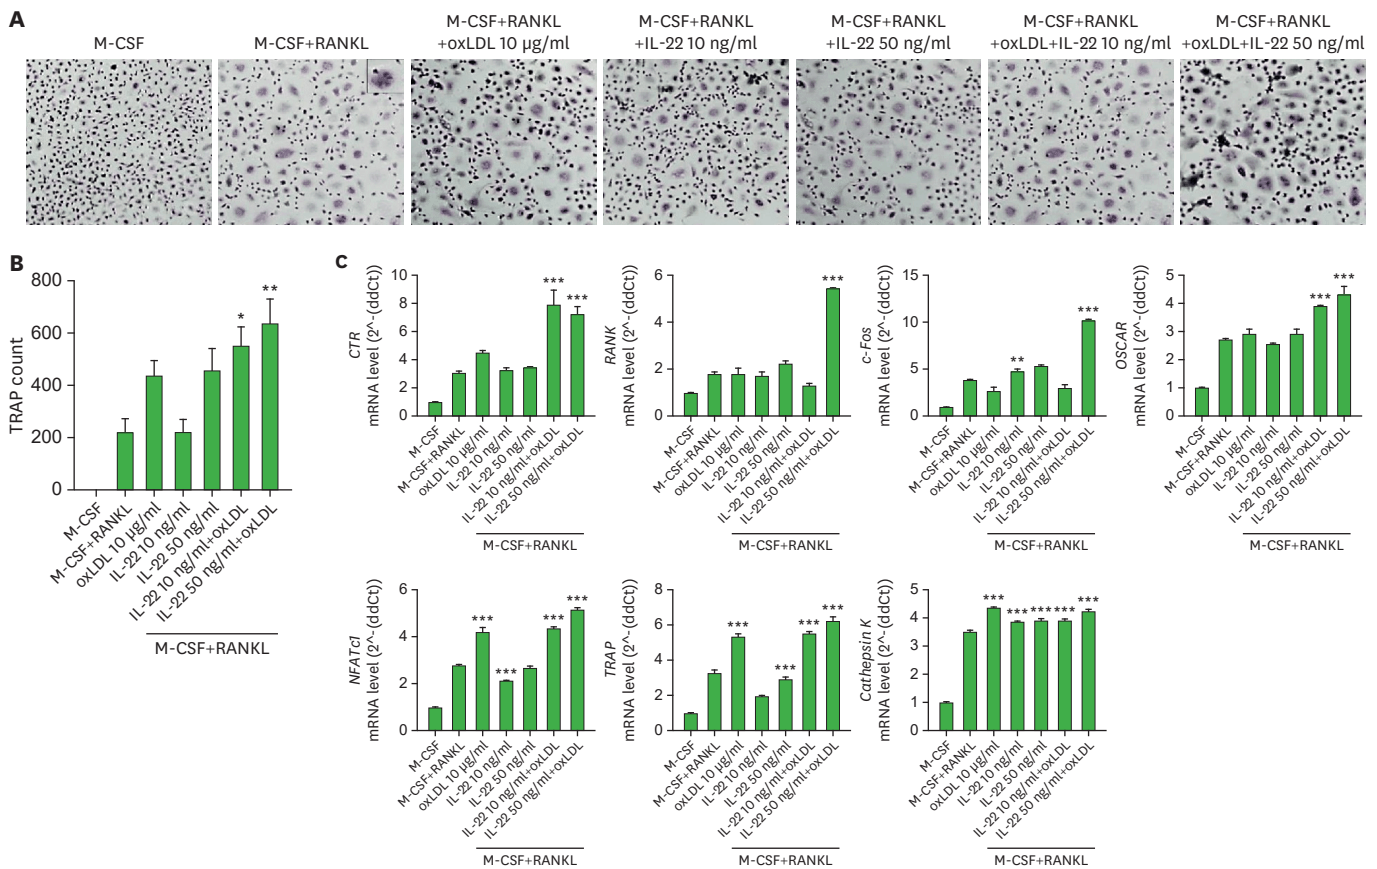 A
M-CSF
M-CSF+RANKL
M-CSF+RANKL
+oxLDL 10 µg/ml
M-CSF+RANKL
+IL-22 10 ng/ml
M-CSF+RANKL
+IL-22 50 ng/ml
M-CSF+RANKL
+oxLDL+IL-22 10 ng/ml
M-CSF+RANKL
+oxLDL+IL-22 50 ng/ml
B
TRAP count
800
600
400
200
0
*
**
M-CSF
M-CSF+RANKL
oxLDL 10 µg/ml
IL-22 10 ng/ml
IL-22 50 ng/ml
IL-22 10 ng/ml+oxLDL
IL-22 50 ng/ml+oxLDL
M-CSF+RANKL
C
CTR
mRNA level (2^-(ddCt))
10
8
6
4
2
0
***
***
M-CSF
M-CSF+RANKL
oxLDL 10 µg/ml
IL-22 10 ng/ml
IL-22 50 ng/ml
IL-22 10 ng/ml+oxLDL
IL-22 50 ng/ml+oxLDL
M-CSF+RANKL
RANK
mRNA level (2^-(ddCt))
6
4
2
0
***
M-CSF
M-CSF+RANKL
oxLDL 10 µg/ml
IL-22 10 ng/ml
IL-22 50 ng/ml
IL-22 10 ng/ml+oxLDL
IL-22 50 ng/ml+oxLDL
M-CSF+RANKL
c-Fos
mRNA level (2^-(ddCt))
15
10
5
0
**
***
M-CSF
M-CSF+RANKL
oxLDL 10 µg/ml
IL-22 10 ng/ml
IL-22 50 ng/ml
IL-22 10 ng/ml+oxLDL
IL-22 50 ng/ml+oxLDL
M-CSF+RANKL
OSCAR
mRNA level (2^-(ddCt))
5
4
3
2
1
0
***
***
M-CSF
M-CSF+RANKL
oxLDL 10 µg/ml
IL-22 10 ng/ml
IL-22 50 ng/ml
IL-22 10 ng/ml+oxLDL
IL-22 50 ng/ml+oxLDL
M-CSF+RANKL
NFATc1
mRNA level (2^-(ddCt))
6
4
2
0
***
***
***
***
M-CSF
M-CSF+RANKL
oxLDL 10 µg/ml
IL-22 10 ng/ml
IL-22 50 ng/ml
IL-22 10 ng/ml+oxLDL
IL-22 50 ng/ml+oxLDL
M-CSF+RANKL
TRAP
mRNA level (2^-(ddCt))
8
6
4
2
0
***
***
***
***
M-CSF
M-CSF+RANKL
oxLDL 10 µg/ml
IL-22 10 ng/ml
IL-22 50 ng/ml
IL-22 10 ng/ml+oxLDL
IL-22 50 ng/ml+oxLDL
M-CSF+RANKL
Cathepsin K
mRNA level (2^-(ddCt))
5
4
3
2
1
0
***
***
***
***
***
M-CSF
M-CSF+RANKL
oxLDL 10 µg/ml
IL-22 10 ng/ml
IL-22 50 ng/ml
IL-22 10 ng/ml+oxLDL
IL-22 50 ng/ml+oxLDL
M-CSF+RANKL